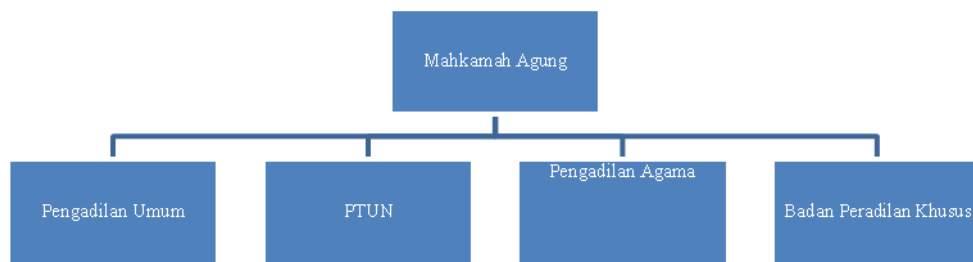 Mahkamah Agung
Pengadilan Umum
PTUN
Pengadilan Agama
Badan Peradilan Khusus